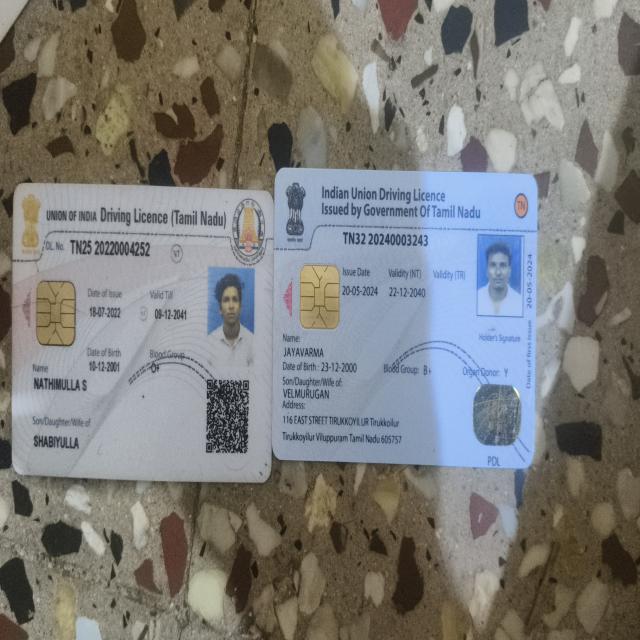 UNION OF INDIA Driving Licence (Tamil Nadu)
DL. No. TN25 20220004252
NT
Date of Issue Valid Till
18-07-2022 09-12-2041
Date of Birth Blood Group
10-12-2001
Name
NATHIMULLA S
Son/Daughter/Wife of
SHABIYULLA
Indian Union Driving Licence
Issued by Government Of Tamil Nadu
TN
TN32 20240003243
Issue Date Validity (NT) Validity (TR)
20-05-2024 22-12-2040
Holder's Signature
Date of First Issue 20-05-2024
Name:
JAYAVARMA
Date of Birth: 23-12-2000 Blood Group: B+ Organ Donor: Y
Son/Daughter/Wife of:
VELMURUGAN
Address:
116 EAST STREET TIRUKKOYILUR Tirukkoilur
Tirukoyilur Viluppuram Tamil Nadu 605757
PDL